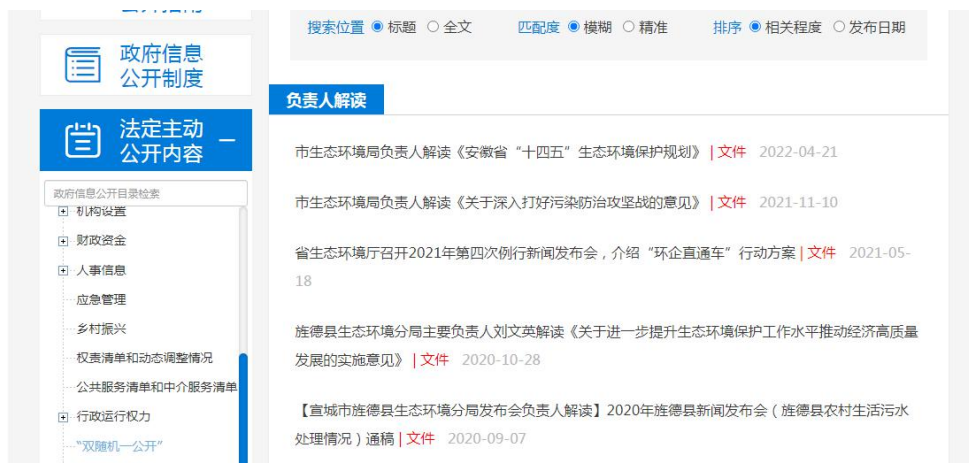 搜索位置 标题 全文 匹配度 模糊 精准 排序 相关程度 发布日期
政府信息
公开制度
法定主动
公开内容
政府信息公开目录检索
机构设置
财政资金
人事信息
应急管理
乡村振兴
权责清单和动态调整情况
公共服务清单和中介服务清单
行政运行权力
“双随机一公开”
负责人解读
市生态环境局负责人解读《安徽省“十四五”生态环境保护规划》 | 文件 2022-04-21
市生态环境局负责人解读《关于深入打好污染防治攻坚战的意见》 | 文件 2021-11-10
省生态环境厅召开2021年第四次例行新闻发布会，介绍“环企直通车”行动方案 | 文件 2021-05-
18
旌德县生态环境分局主要负责人刘文英解读《关于进一步提升生态环境保护工作水平推动经济高质量
发展的实施意见》 | 文件 2020-10-28
【宣城市旌德县生态环境分局发布会负责人解读】2020年旌德县新闻发布会（旌德县农村生活污水
处理情况）通稿 | 文件 2020-09-07